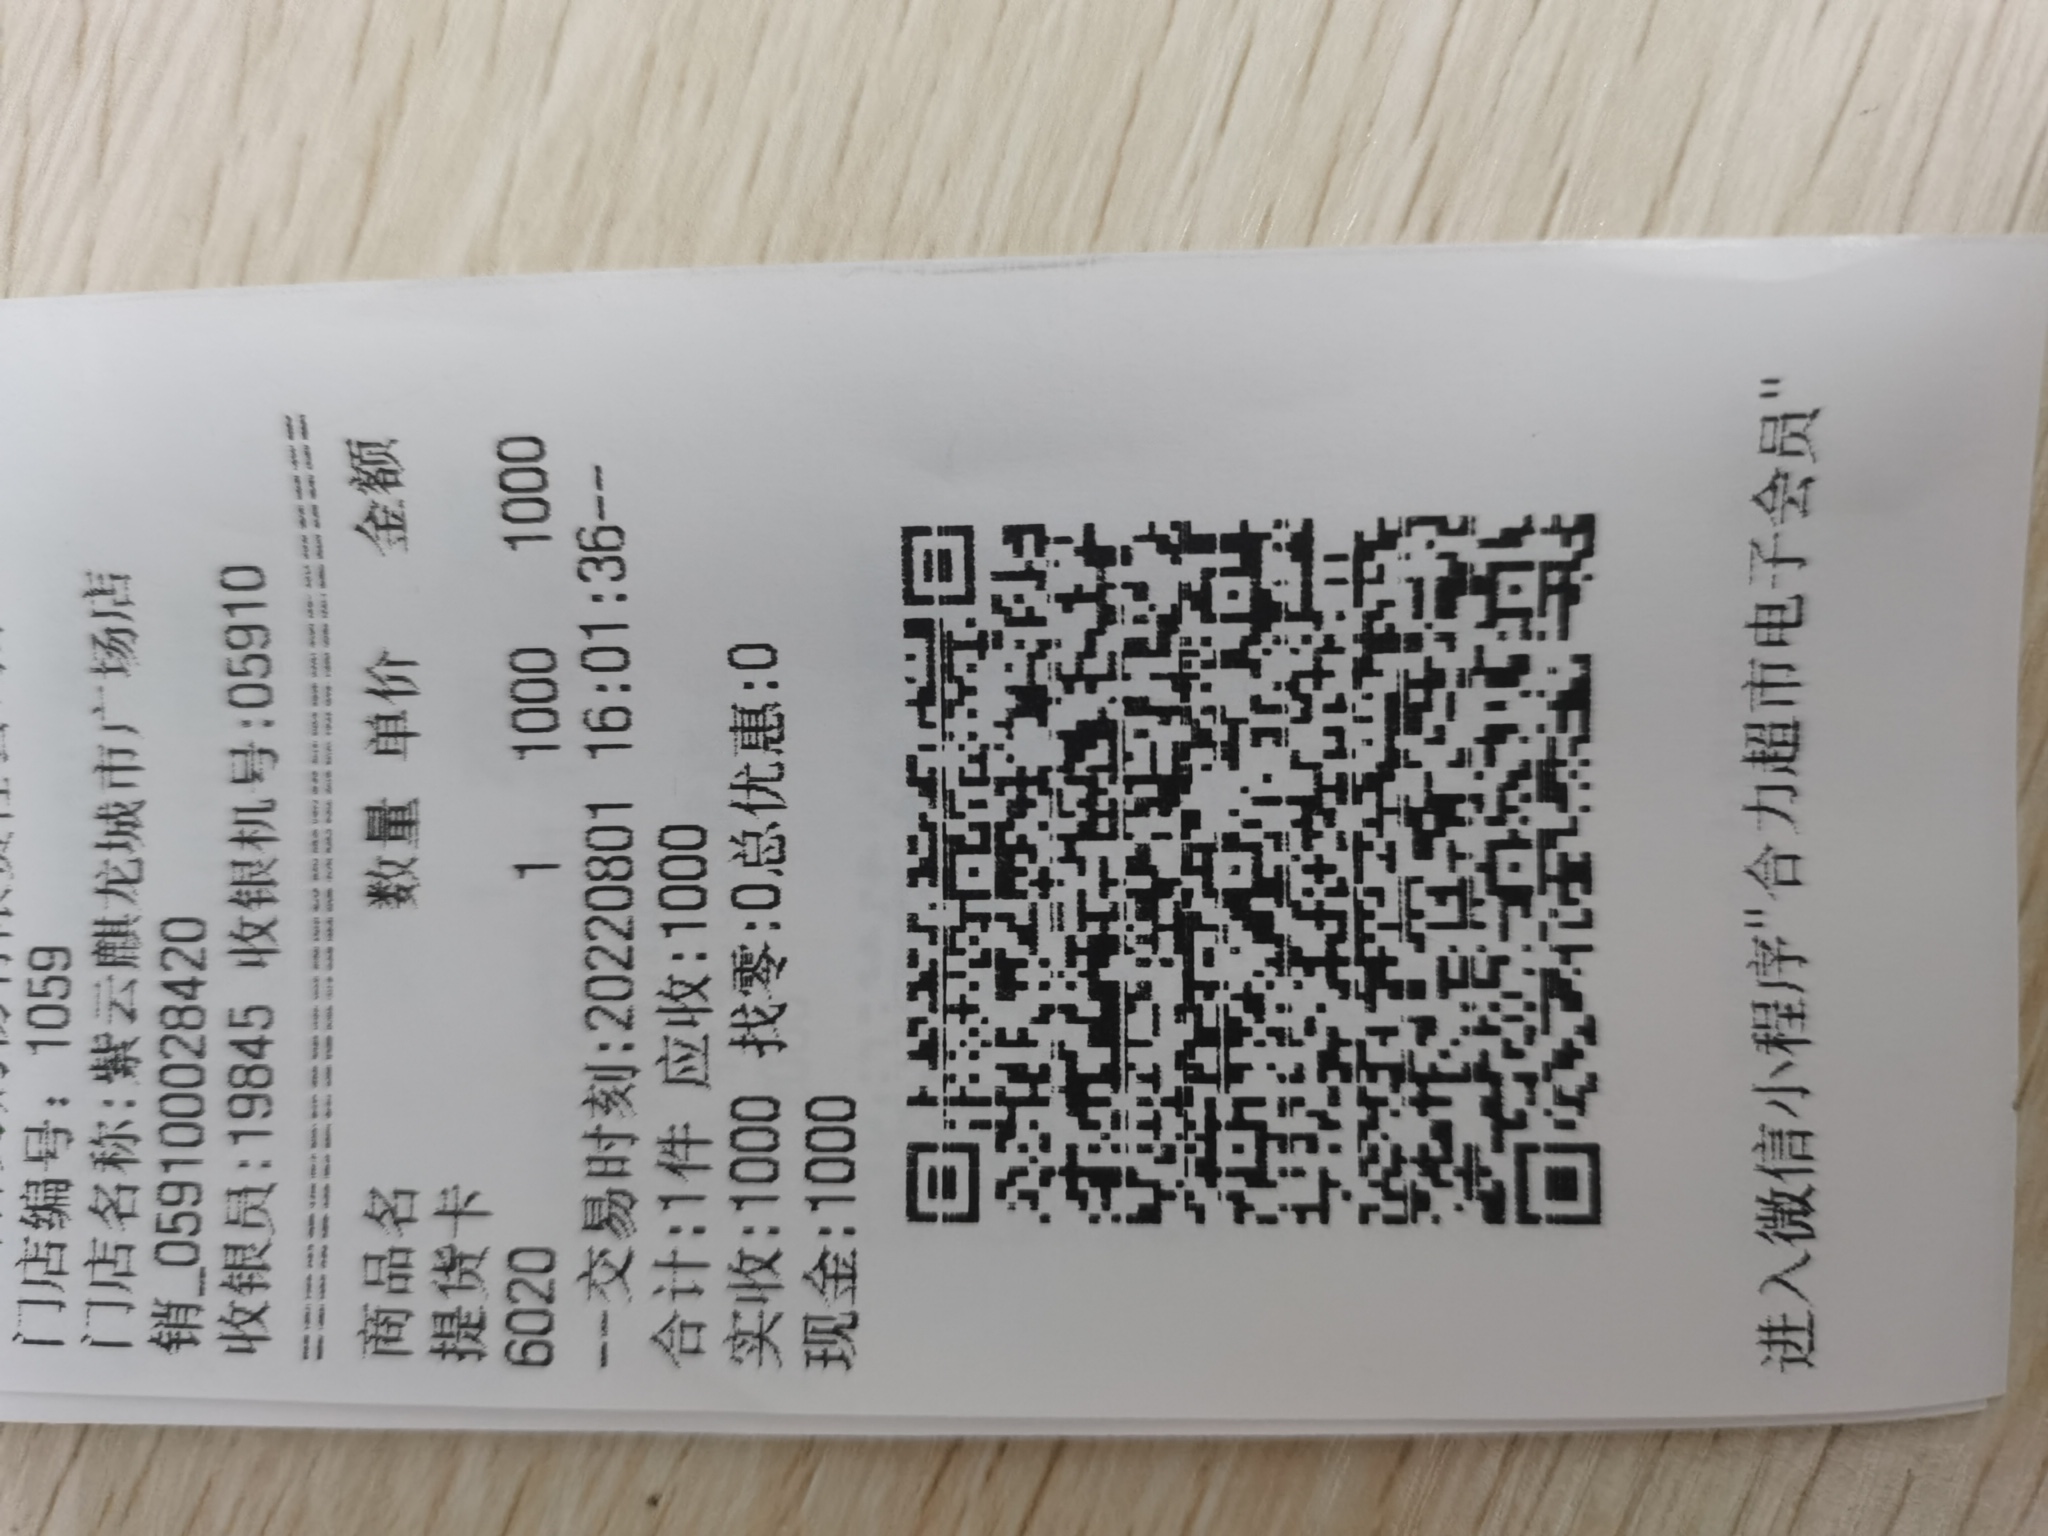 门店编号: 1059
门店名称:紫云麒龙城市广场店
销_0591000028420
收银员:19845 收银机号:05910
商品名 数量 单价 金额
提货卡
6020 1 1000 1000
---交易时刻:20220801 16:01:36---
合计:1件 应收:1000
实收:1000 找零:0总优惠:0
现金:1000
进入微信小程序"合力超市电子会员"